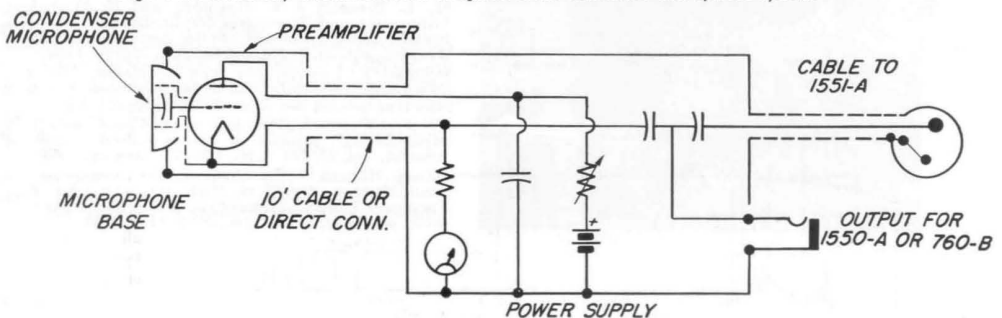 CONDENSER
MICROPHONE
PREAMPLIFIER
CABLE TO
1551-A
MICROPHONE
BASE
10' CABLE OR
DIRECT CONN.
+
OUTPUT FOR
1550-A OR 760-B
POWER SUPPLY